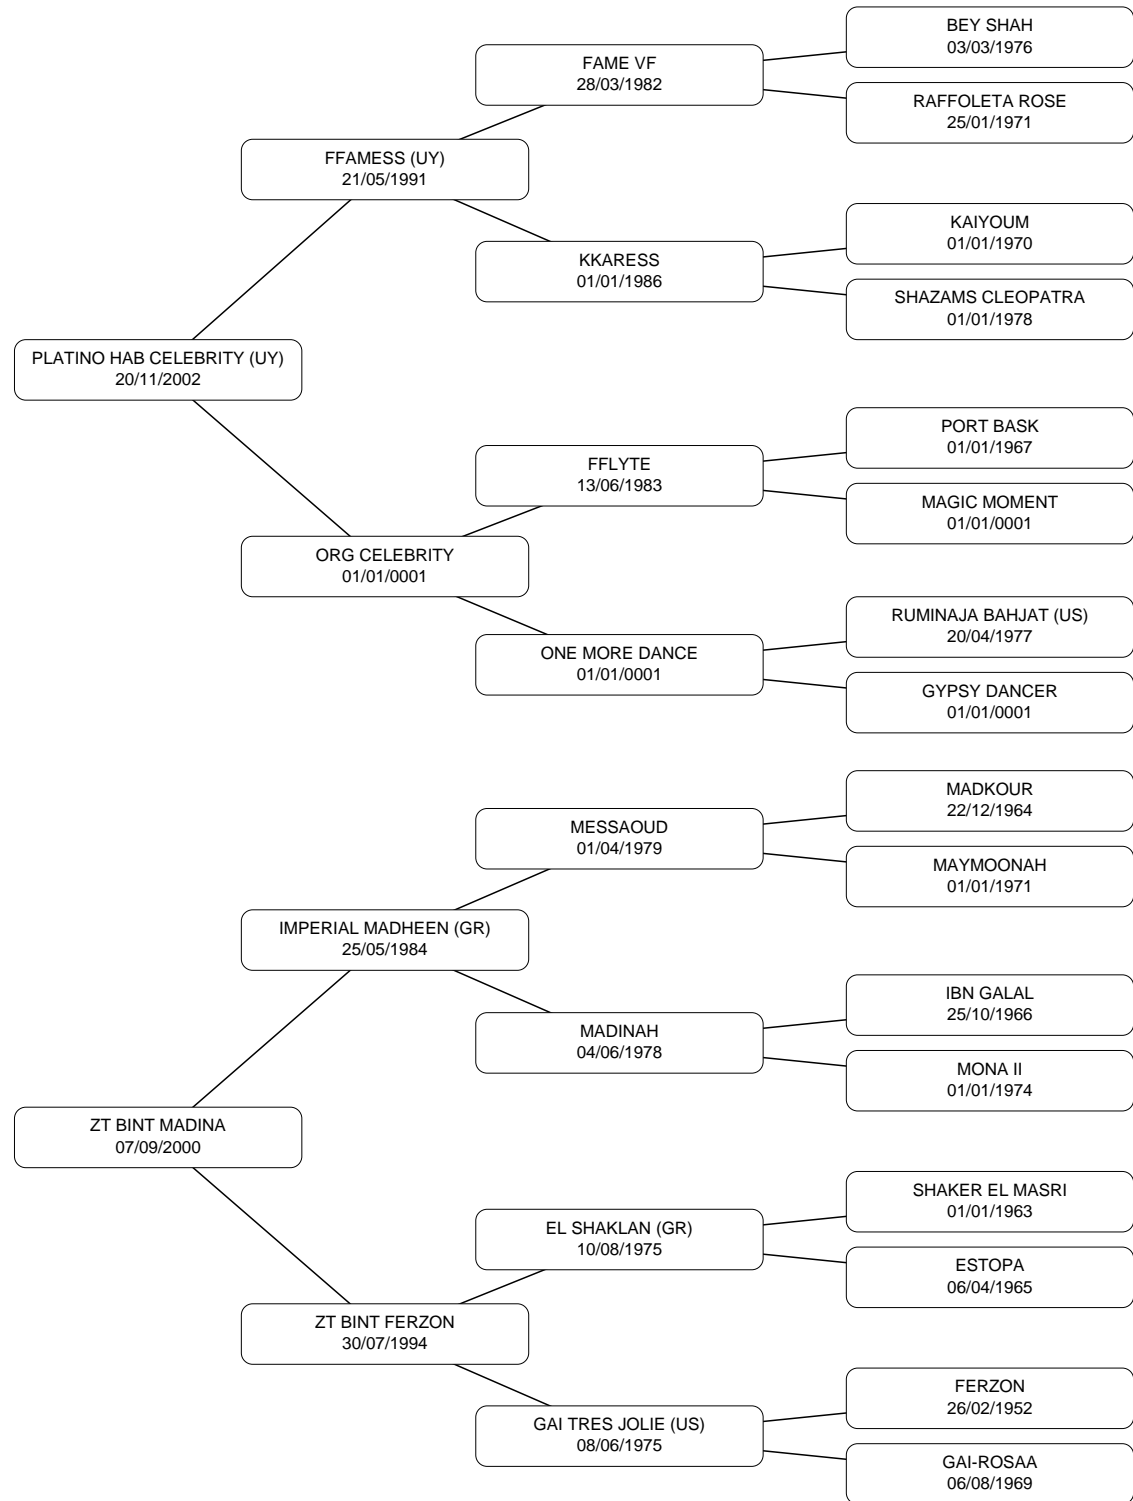 BEY SHAH
03/03/1976
FAME VF
28/03/1982
RAFFOLETA ROSE
25/01/1971
FFAMESS (UY)
21/05/1991
KAIYOUM
01/01/1970
KKARESS
01/01/1986
SHAZAMS CLEOPATRA
01/01/1978
PLATINO HAB CELEBRITY (UY)
20/11/2002
PORT BASK
01/01/1967
FFLYTE
13/06/1983
MAGIC MOMENT
01/01/0001
ORG CELEBRITY
01/01/0001
RUMINAJA BAHJAT (US)
20/04/1977
ONE MORE DANCE
01/01/0001
GYPSY DANCER
01/01/0001
MADKOUR
22/12/1964
MESSAOUD
01/04/1979
MAYMOONAH
01/01/1971
IMPERIAL MADHEEN (GR)
25/05/1984
IBN GALAL
25/10/1966
MADINAH
04/06/1978
MONA II
01/01/1974
ZT BINT MADINA
07/09/2000
SHAKER EL MASRI
01/01/1963
EL SHAKLAN (GR)
10/08/1975
ESTOPA
06/04/1965
ZT BINT FERZON
30/07/1994
FERZON
26/02/1952
GAI TRES JOLIE (US)
08/06/1975
GAI-ROSAA
06/08/1969